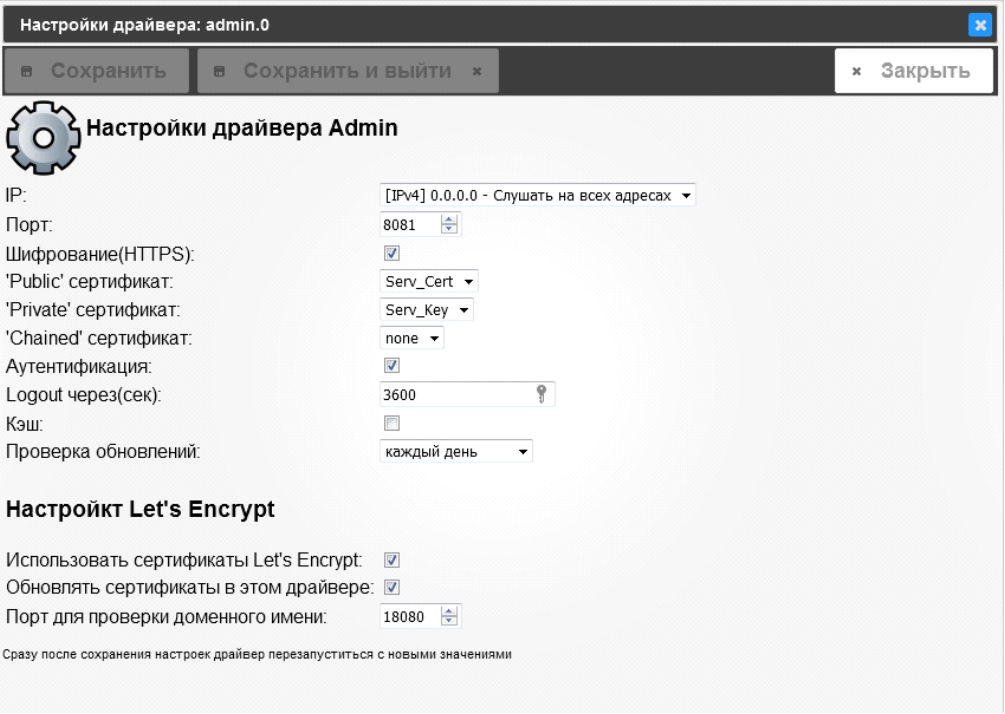 Настройки драйвера: admin.0
Сохранить Сохранить и выйти Закрыть
Настройки драйвера Admin
IP: [IPv4] 0.0.0.0 - Слушать на всех адресах
Порт: 8081
Шифрование(HTTPS):
'Public' сертификат: Serv_Cert
'Private' сертификат: Serv_Key
'Chained' сертификат: none
Аутентификация:
Logout через(сек): 3600
Кэш:
Проверка обновлений: каждый день
Настройкт Let's Encrypt
Использовать сертификаты Let's Encrypt:
Обновлять сертификаты в этом драйвере:
Порт для проверки доменного имени: 18080
Сразу после сохранения настроек драйвер перезапуститься с новыми значениями